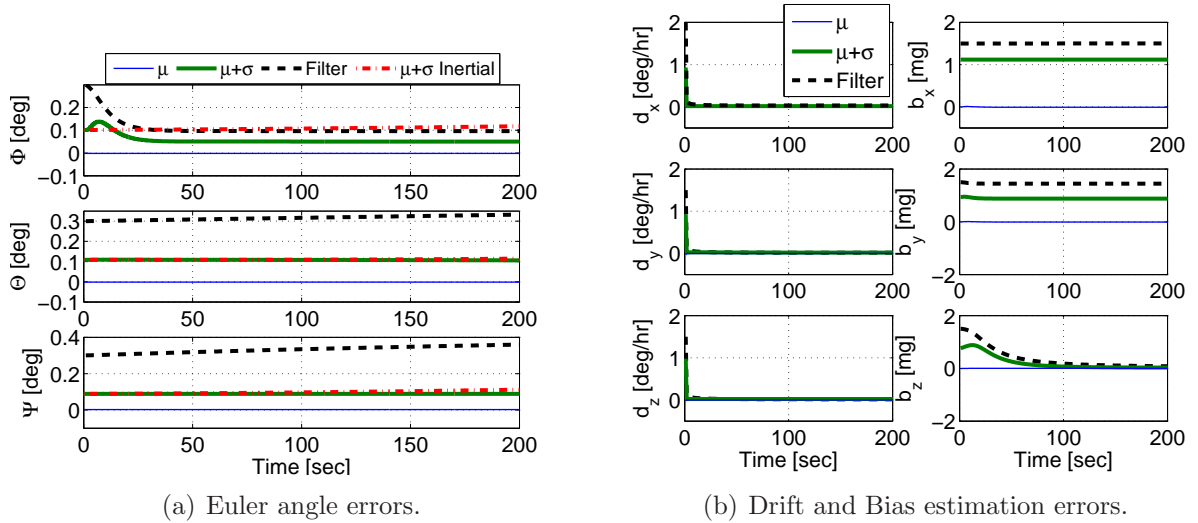 μ μ+σ Filter μ+σ Inertial
0.2
0.1
0
−0.1
Φ [deg]
0 50 100 150 200
0.3
0.2
0.1
0
−0.1
Θ [deg]
0 50 100 150 200
0.4
0.2
0
Ψ [deg]
0 50 100 150 200
Time [sec]
(a) Euler angle errors.
μ
μ+σ
Filter
2
1
0
d_x [deg/hr]
0 100 200
2
1
0
b_x [mg]
0 100 200
2
1
0
d_y [deg/hr]
0 100 200
2
0
−2
b_y [mg]
0 100 200
2
1
0
d_z [deg/hr]
0 100 200
Time [sec]
2
0
−2
b_z [mg]
0 100 200
Time [sec]
(b) Drift and Bias estimation errors.